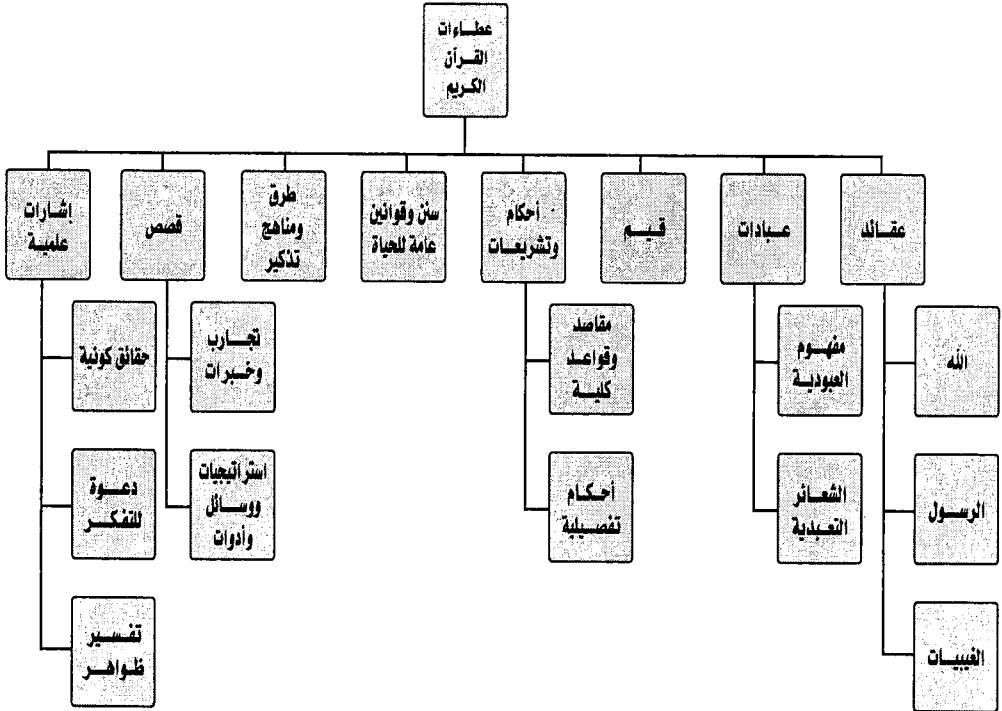 عطاءات
القرآن
الكريم
عقائد
عبادات
قيم
أحكام
وتشريعات
سنن وقوانين
عامة للحياة
طرق
ومناهج
تذكير
قصص
إشارات
علمية
الله
الرسول
الغيبيات
مفهوم
العبودية
الشعائر
التعبدية
مقاصد
وقواعد
كلية
أحكام
تفصيلية
تجارب
وخبرات
استراتيجيات
ووسائل
وأدوات
حقائق كونية
دعوة
للتفكر
تفسير
ظواهر